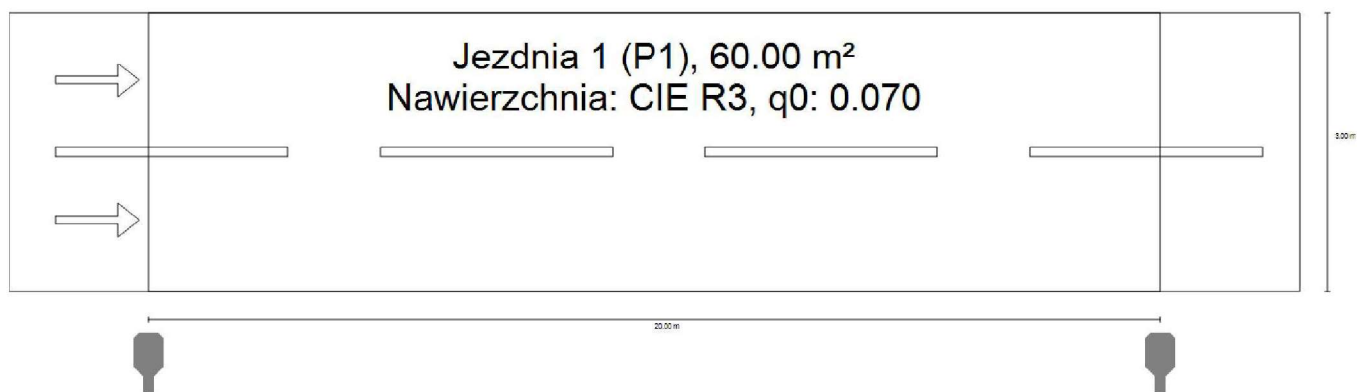 Jezdnia 1 (P1), 60.00 m²
Nawierzchnia: CIE R3, q0: 0.070
3.00 m
20.00 m